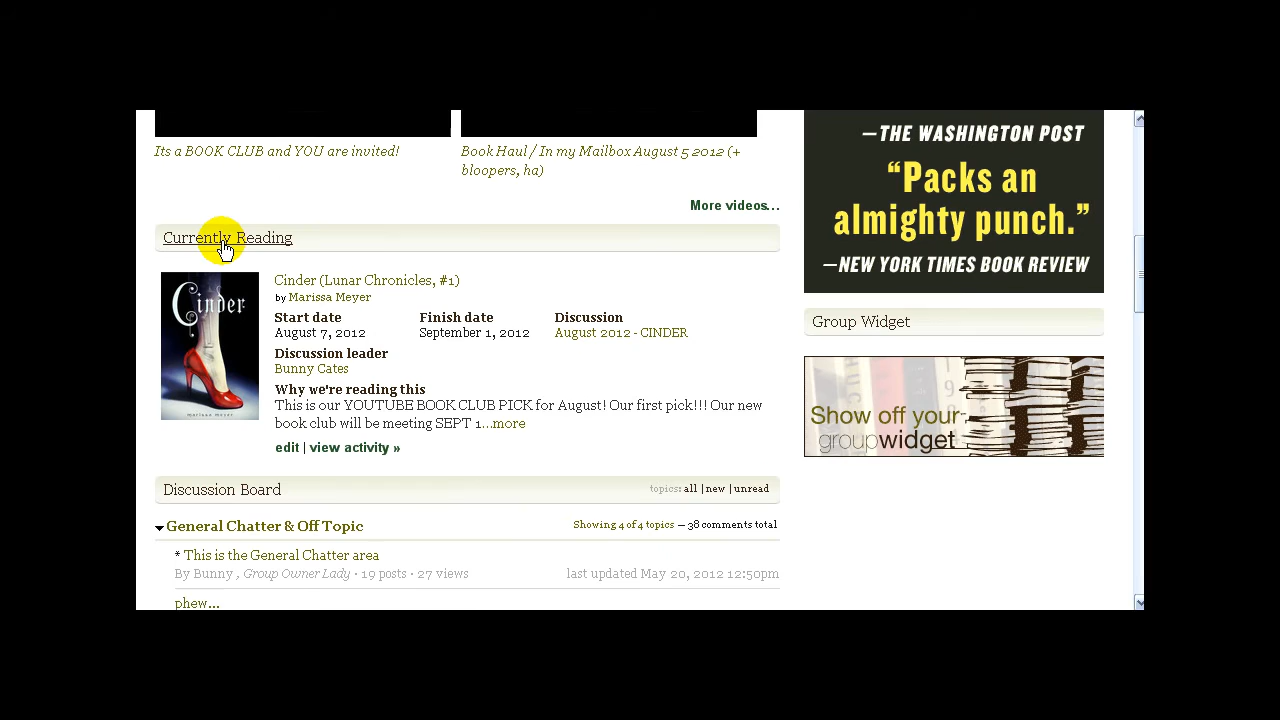 Its a BOOK CLUB and YOU are invited!
Book Haul / In my Mailbox August 5 2012 (+
bloopers, ha)
More videos...
Currently Reading
Cinder
marissa meyer
Cinder (Lunar Chronicles, #1)
by Marissa Meyer
Start date
August 7, 2012
Finish date
September 1, 2012
Discussion
August 2012 - CINDER
Discussion leader
Bunny Cates
Why we're reading this
This is our YOUTUBE BOOK CLUB PICK for August! Our first pick!!! Our new
book club will be meeting SEPT 1...more
edit | view activity »
Discussion Board
topics: all | new | unread
General Chatter & Off Topic
Showing 4 of 4 topics — 38 comments total
* This is the General Chatter area
By Bunny , Group Owner Lady · 19 posts · 27 views
last updated May 20, 2012 12:50pm
phew...
—THE WASHINGTON POST
“Packs an
almighty punch.”
—NEW YORK TIMES BOOK REVIEW
Group Widget
Show off your
groupwidget